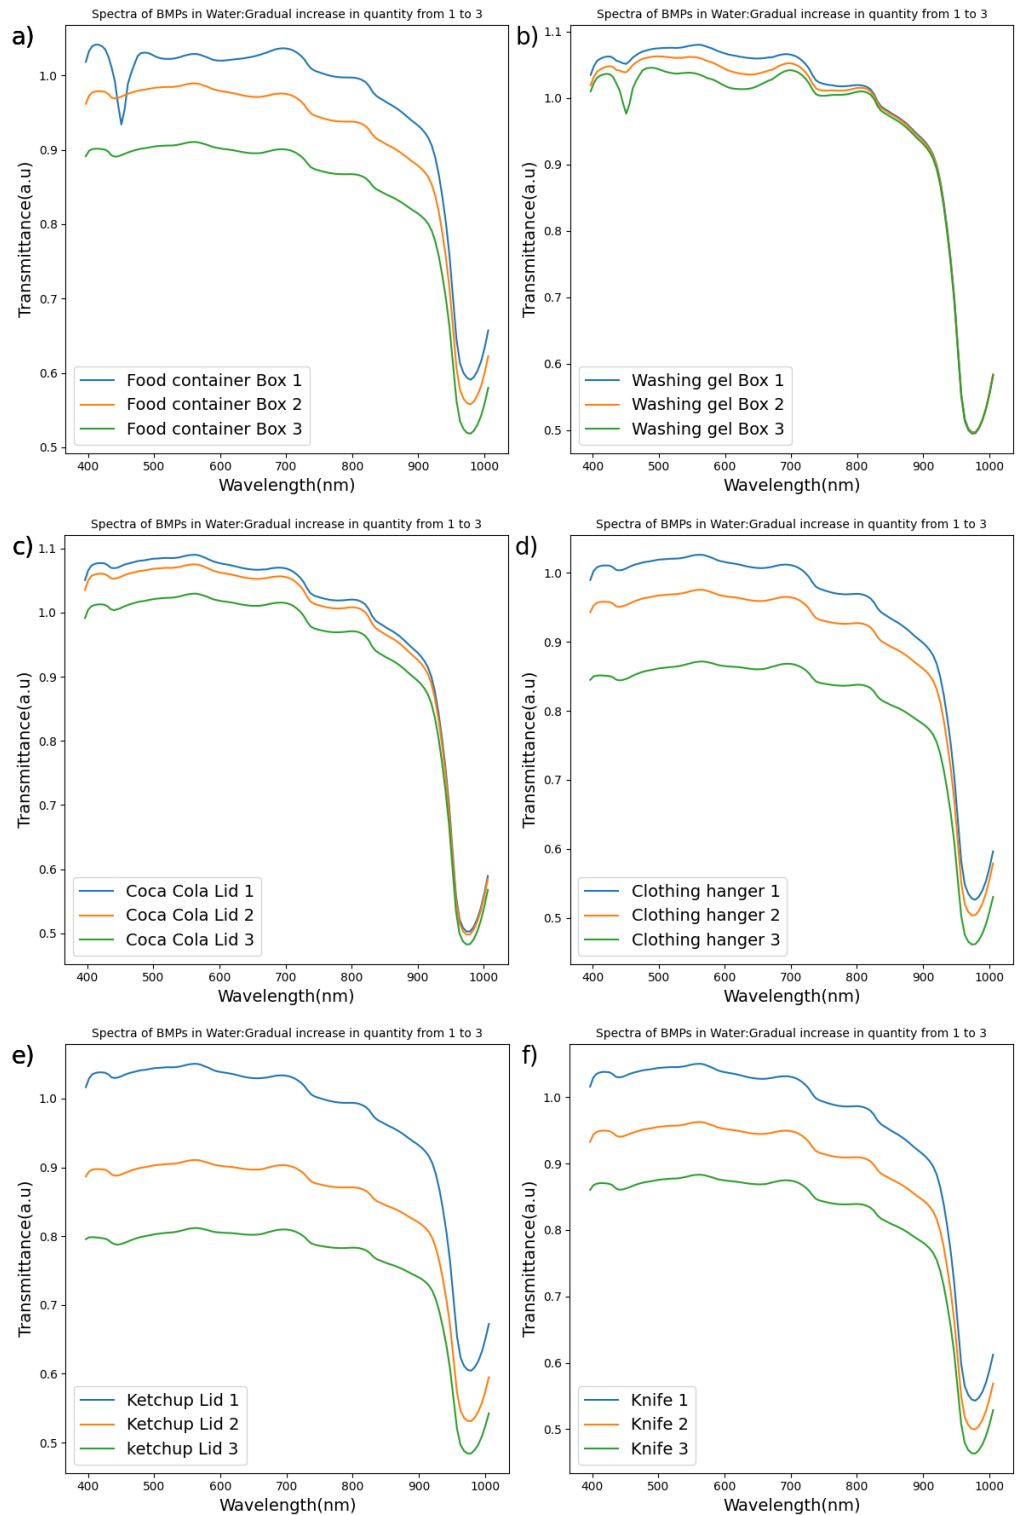 Spectra of BMPs in Water:Gradual increase in quantity from 1 to 3
a)
1.0
0.9
0.8
0.7
0.6
0.5
Transmittance(a.u)
Food container Box 1
Food container Box 2
Food container Box 3
400 500 600 700 800 900 1000
Wavelength(nm)
Spectra of BMPs in Water:Gradual increase in quantity from 1 to 3
b)
1.1
1.0
0.9
0.8
0.7
0.6
0.5
Transmittance(a.u)
Washing gel Box 1
Washing gel Box 2
Washing gel Box 3
400 500 600 700 800 900 1000
Wavelength(nm)
Spectra of BMPs in Water:Gradual increase in quantity from 1 to 3
c)
1.1
1.0
0.9
0.8
0.7
0.6
0.5
Transmittance(a.u)
Coca Cola Lid 1
Coca Cola Lid 2
Coca Cola Lid 3
400 500 600 700 800 900 1000
Wavelength(nm)
Spectra of BMPs in Water:Gradual increase in quantity from 1 to 3
d)
1.0
0.9
0.8
0.7
0.6
0.5
Transmittance(a.u)
Clothing hanger 1
Clothing hanger 2
Clothing hanger 3
400 500 600 700 800 900 1000
Wavelength(nm)
Spectra of BMPs in Water:Gradual increase in quantity from 1 to 3
e)
1.0
0.9
0.8
0.7
0.6
0.5
Transmittance(a.u)
Ketchup Lid 1
Ketchup Lid 2
ketchup Lid 3
400 500 600 700 800 900 1000
Wavelength(nm)
Spectra of BMPs in Water:Gradual increase in quantity from 1 to 3
f)
1.0
0.9
0.8
0.7
0.6
0.5
Transmittance(a.u)
Knife 1
Knife 2
Knife 3
400 500 600 700 800 900 1000
Wavelength(nm)